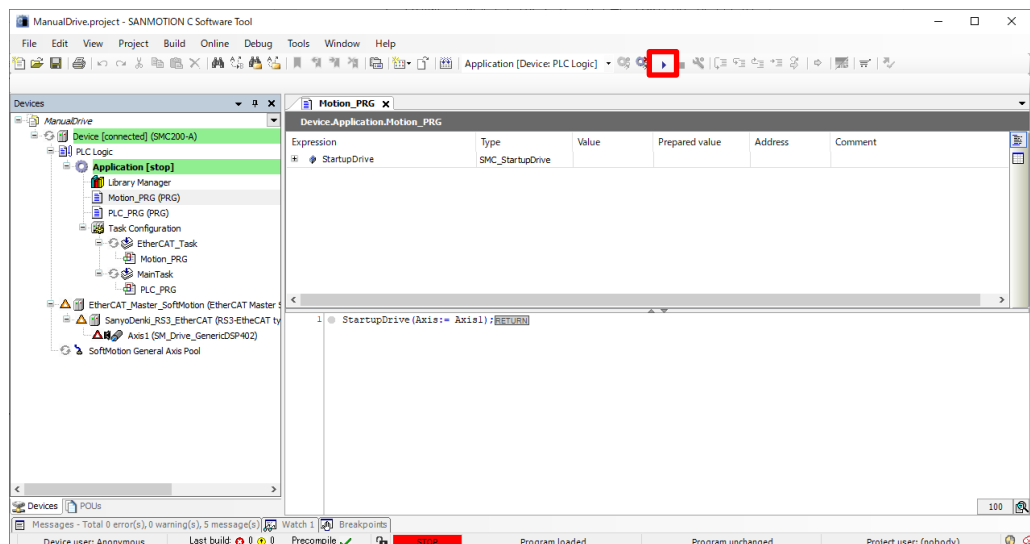 ManualDrive.project - SANMOTION C Software Tool
File Edit View Project Build Online Debug Tools Window Help
Application [Device: PLC Logic]
Devices
Motion_PRG
ManualDrive
Device.Application.Motion_PRG
Device [connected] (SMC200-A)
Expression Type Value Prepared value Address Comment
PLC Logic
StartupDrive SMC_StartupDrive
Application [stop]
Library Manager
Motion_PRG (PRG)
PLC_PRG (PRG)
Task Configuration
EtherCAT_Task
Motion_PRG
MainTask
PLC_PRG
EtherCAT_Master_SoftMotion (EtherCAT Master S
SanyoDenki_RS3_EtherCAT (RS3-EtheCAT ty
Axis1 (SM_Drive_GenericDSP402)
SoftMotion General Axis Pool
1 StartupDrive(Axis:= Axis1);RETURN
Devices POUs
100
Messages - Total 0 error(s), 0 warning(s), 5 message(s) Watch 1 Breakpoints
Device user: Anonymous Last build: 0 0 Precompile STOP Program loaded Program unchanged Project user: (nobody)